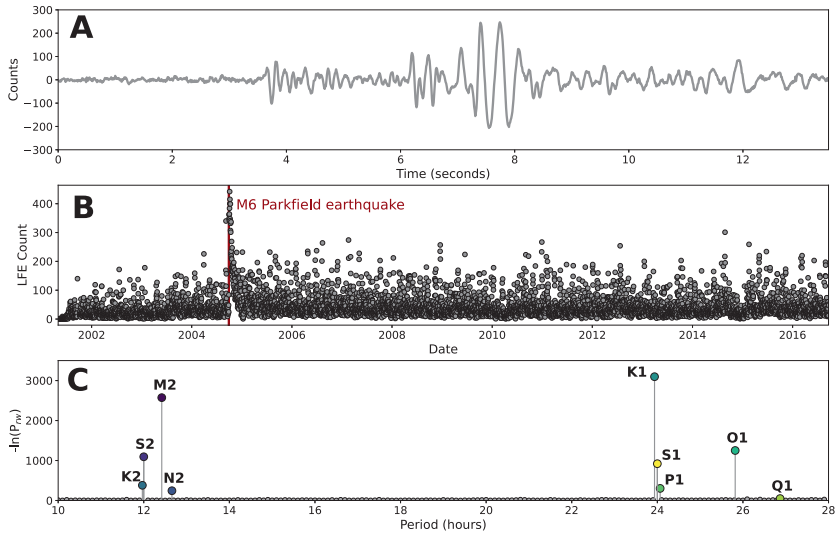 A
300
200
100
0
−100
−200
−300
Counts
0 2 4 6 8 10 12
Time (seconds)
B
M6 Parkfield earthquake
400
300
200
100
0
LFE Count
2002 2004 2006 2008 2010 2012 2014 2016
Date
C
3000
2000
1000
0
-ln(Prw)
K1
M2
S2
O1
S1
K2
N2
P1
Q1
10 12 14 16 18 20 22 24 26 28
Period (hours)